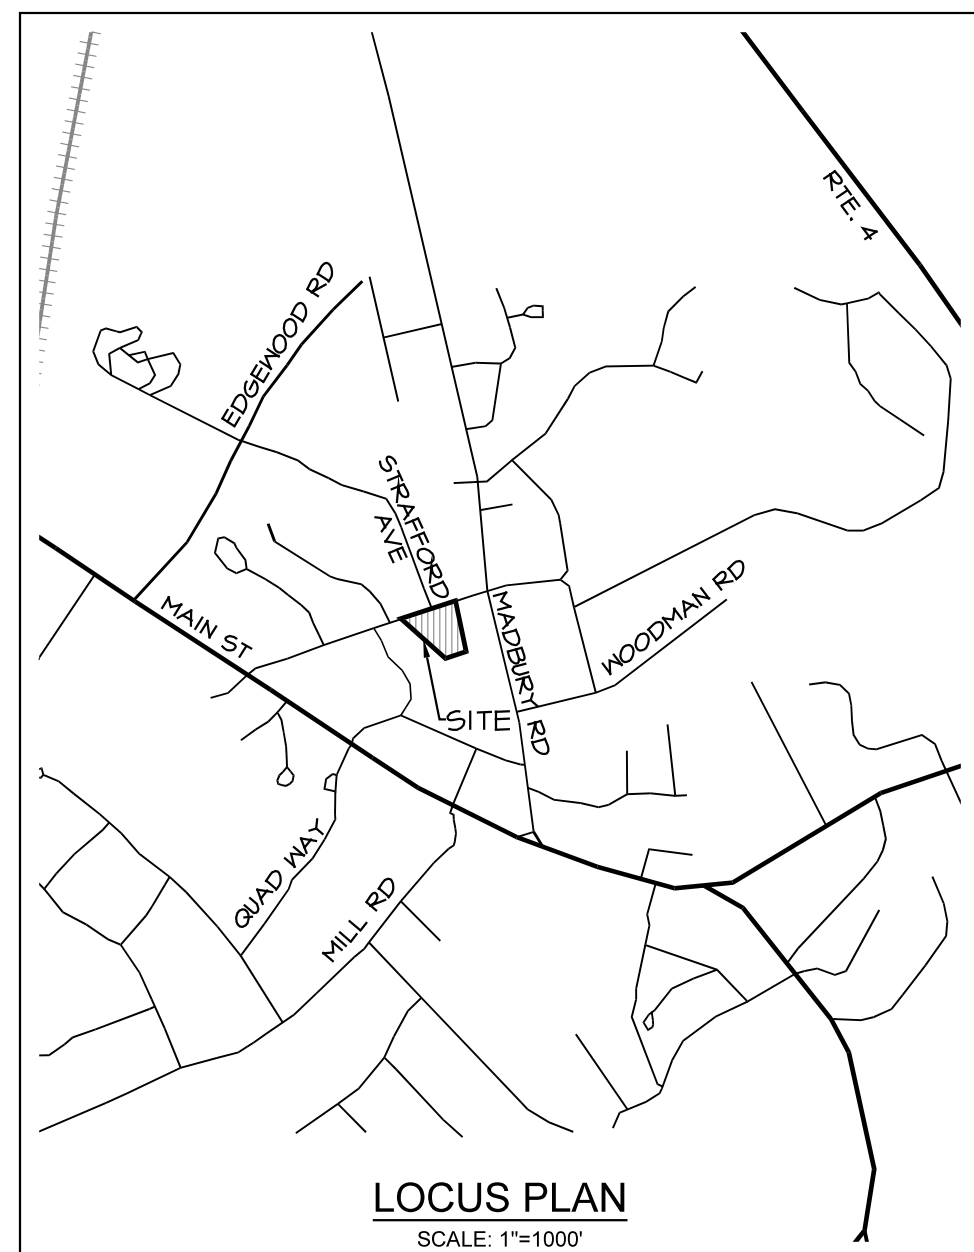 RTE. 4
EDGEWOOD RD
STRAFFORD
AVE
MAIN ST
WOODMAN RD
MADBURY RD
SITE
QUAD WAY
MILL RD
LOCUS PLAN
SCALE: 1"=1000'